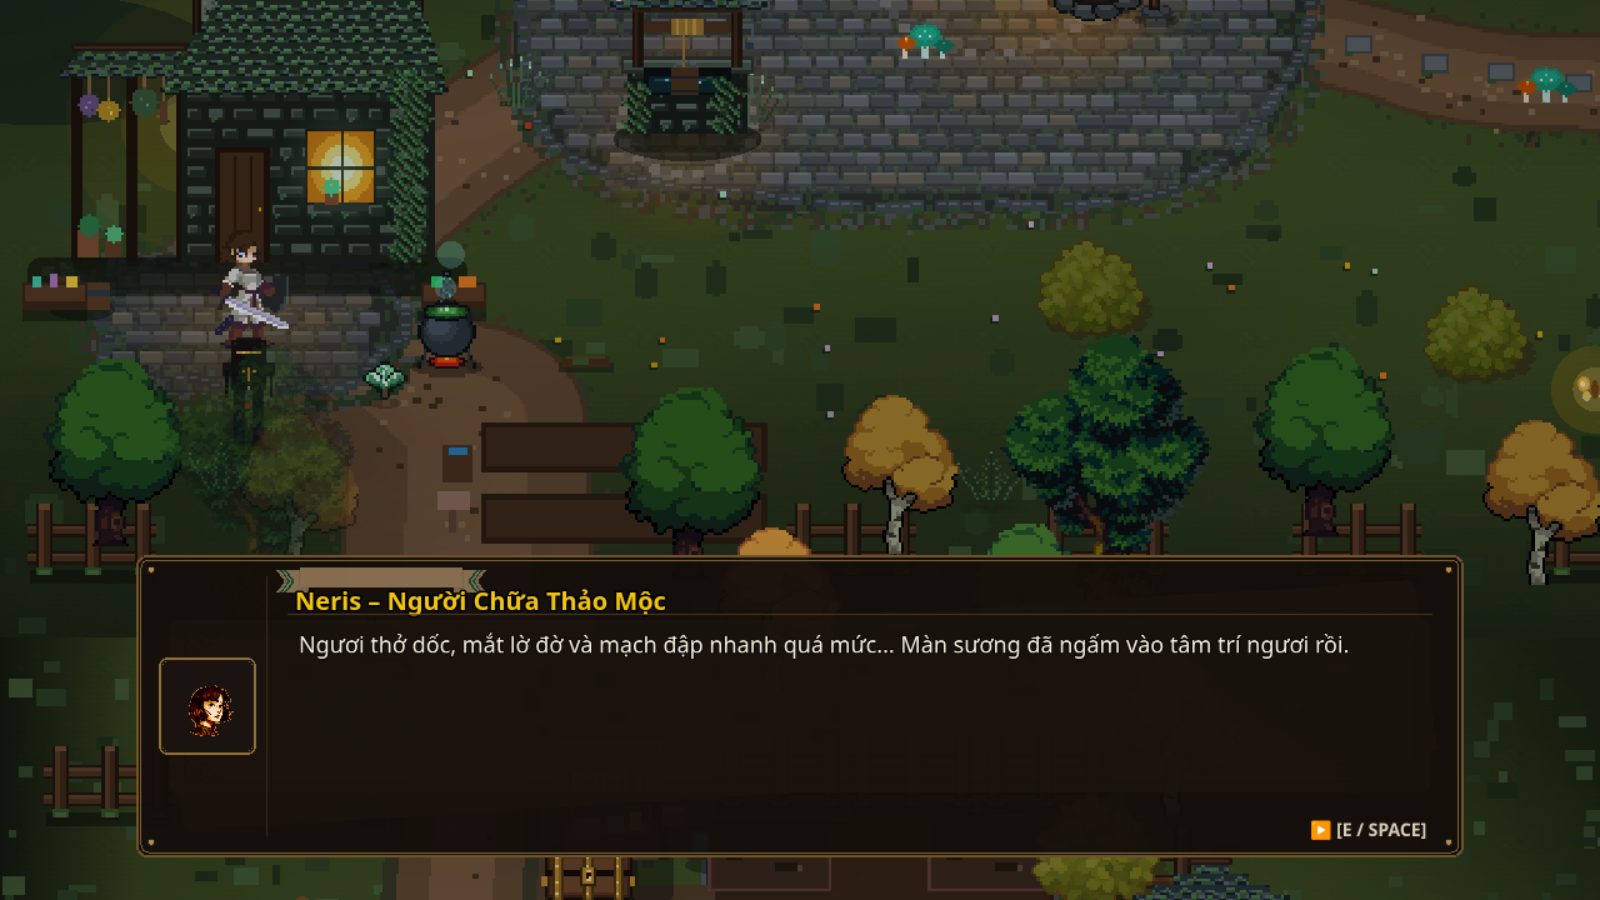 Neris – Người Chữa Thảo Mộc
Ngươi thở dốc, mắt lờ đờ và mạch đập nhanh quá mức... Màn sương đã ngấm vào tâm trí ngươi rồi.
[E / SPACE]